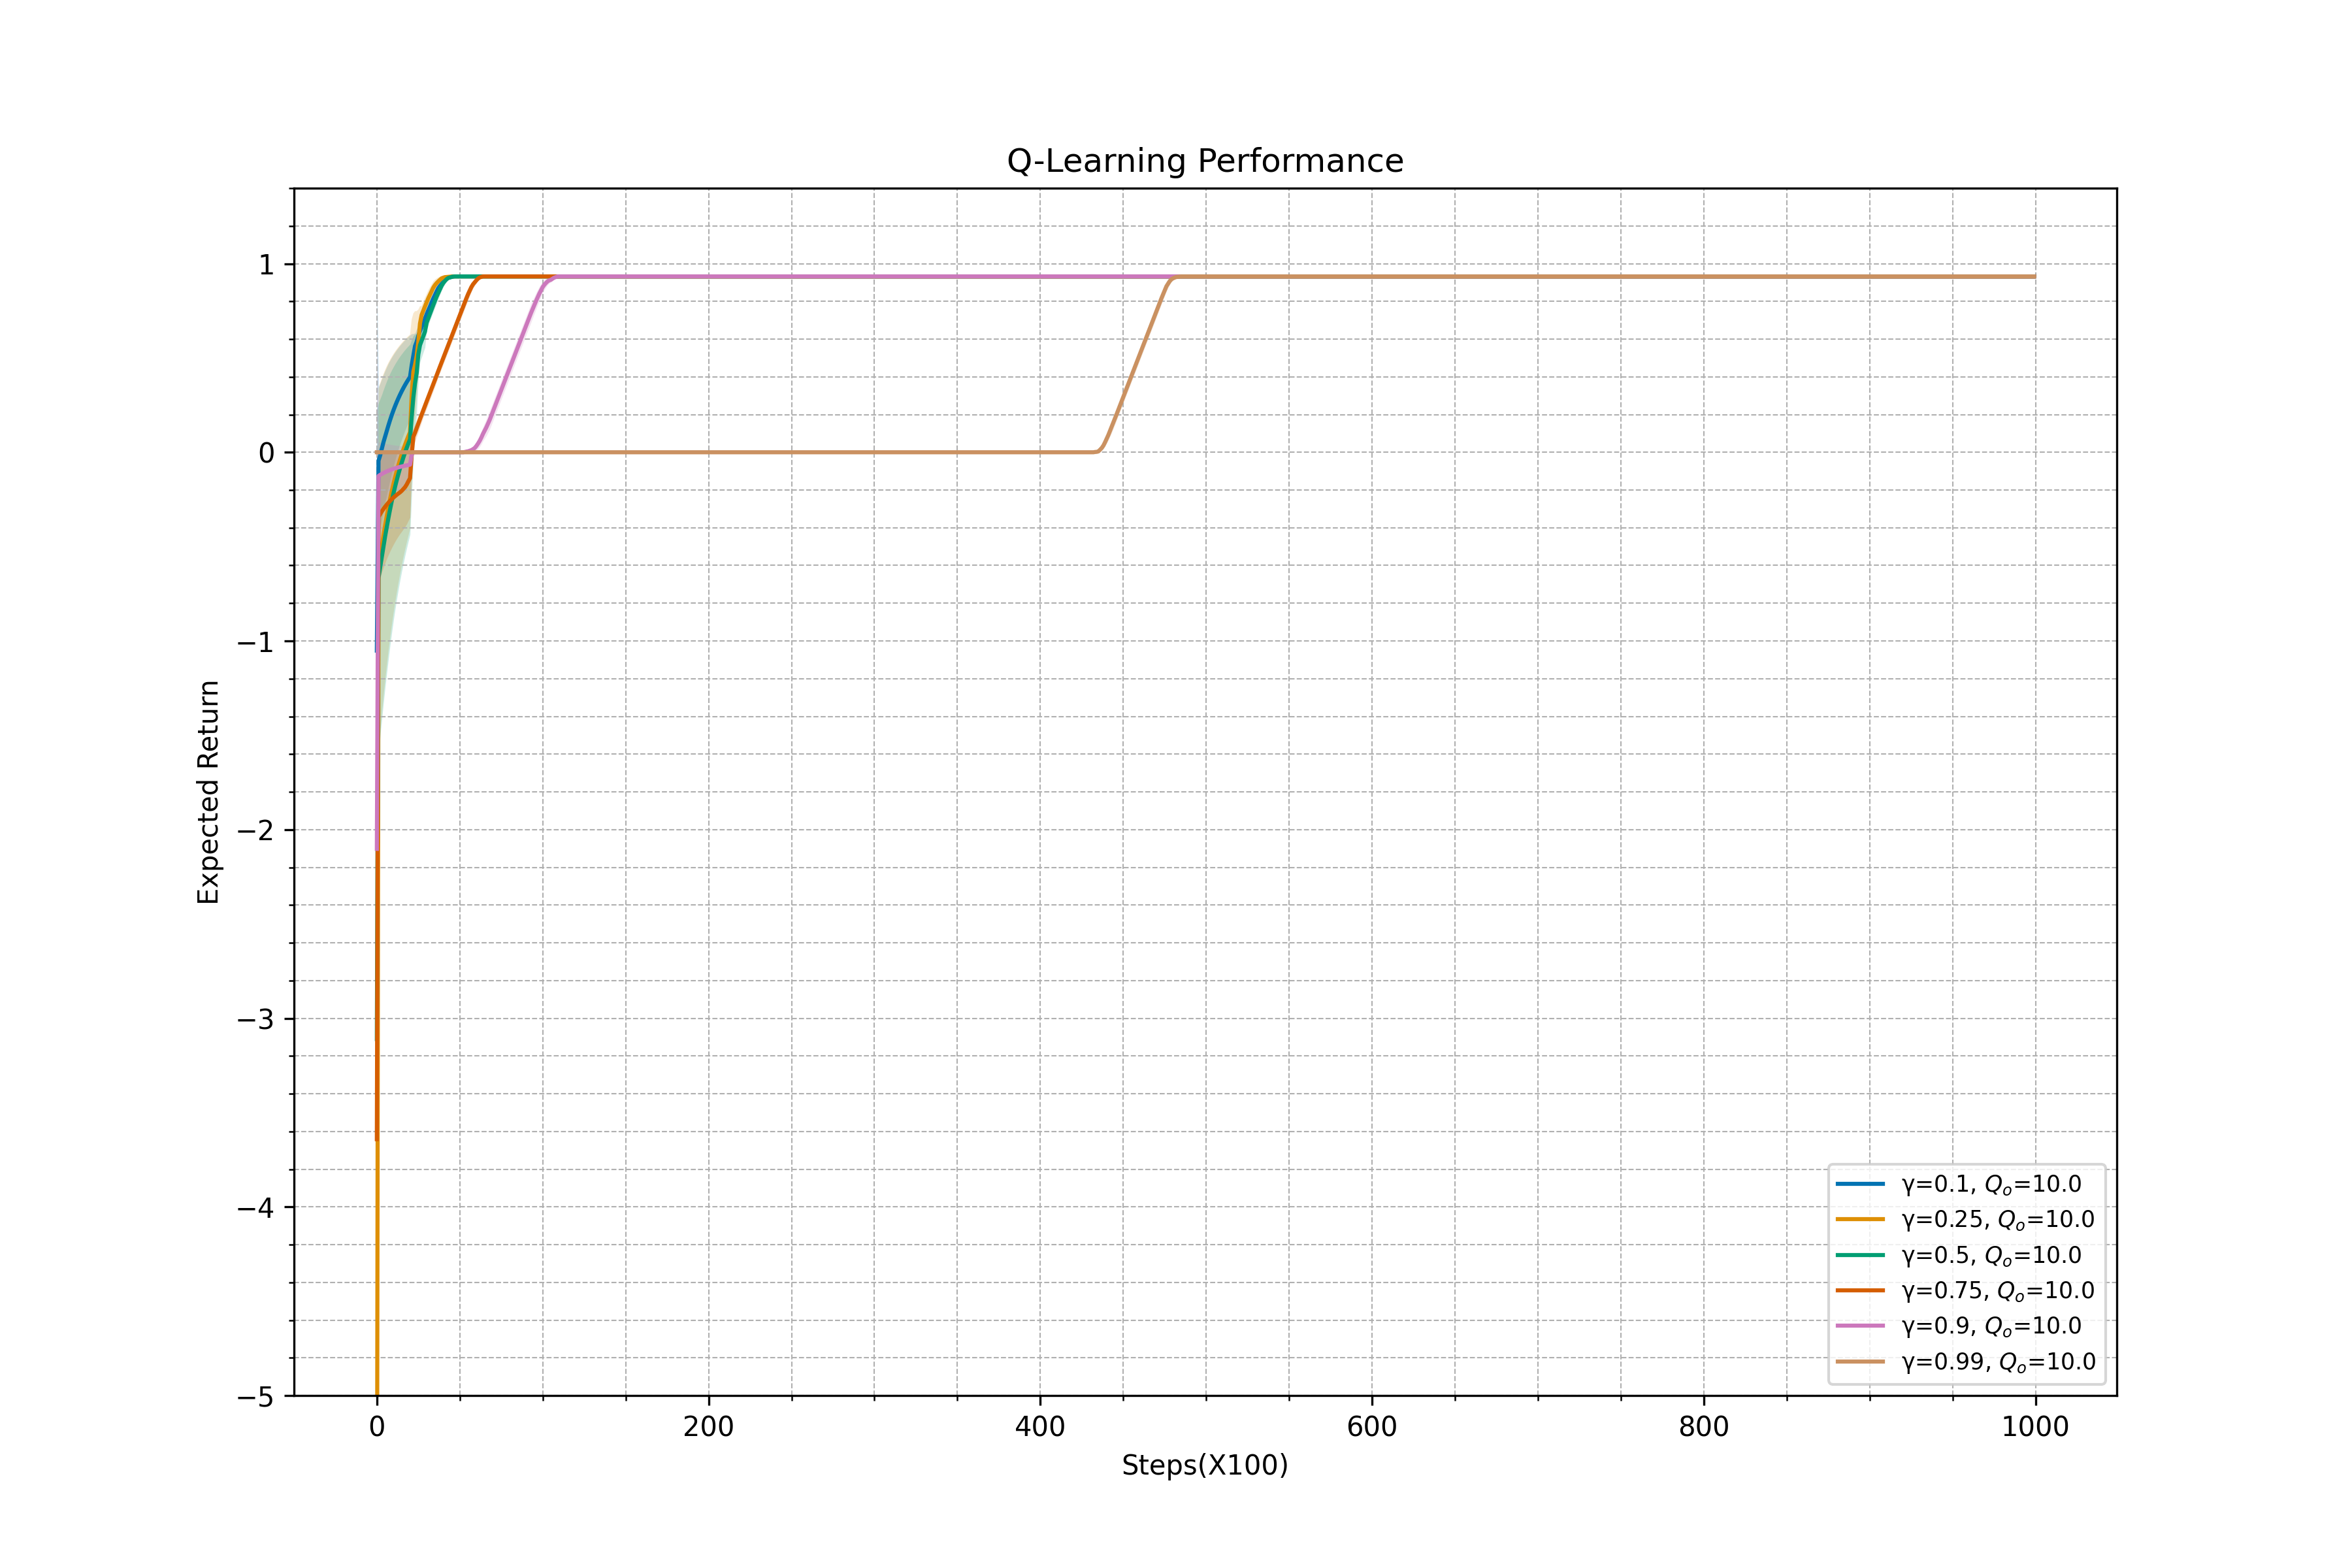 Q-Learning Performance
Expected Return
1
0
−1
−2
−3
−4
−5
0 200 400 600 800 1000
Steps(X100)
γ=0.1, Qₒ=10.0
γ=0.25, Qₒ=10.0
γ=0.5, Qₒ=10.0
γ=0.75, Qₒ=10.0
γ=0.9, Qₒ=10.0
γ=0.99, Qₒ=10.0